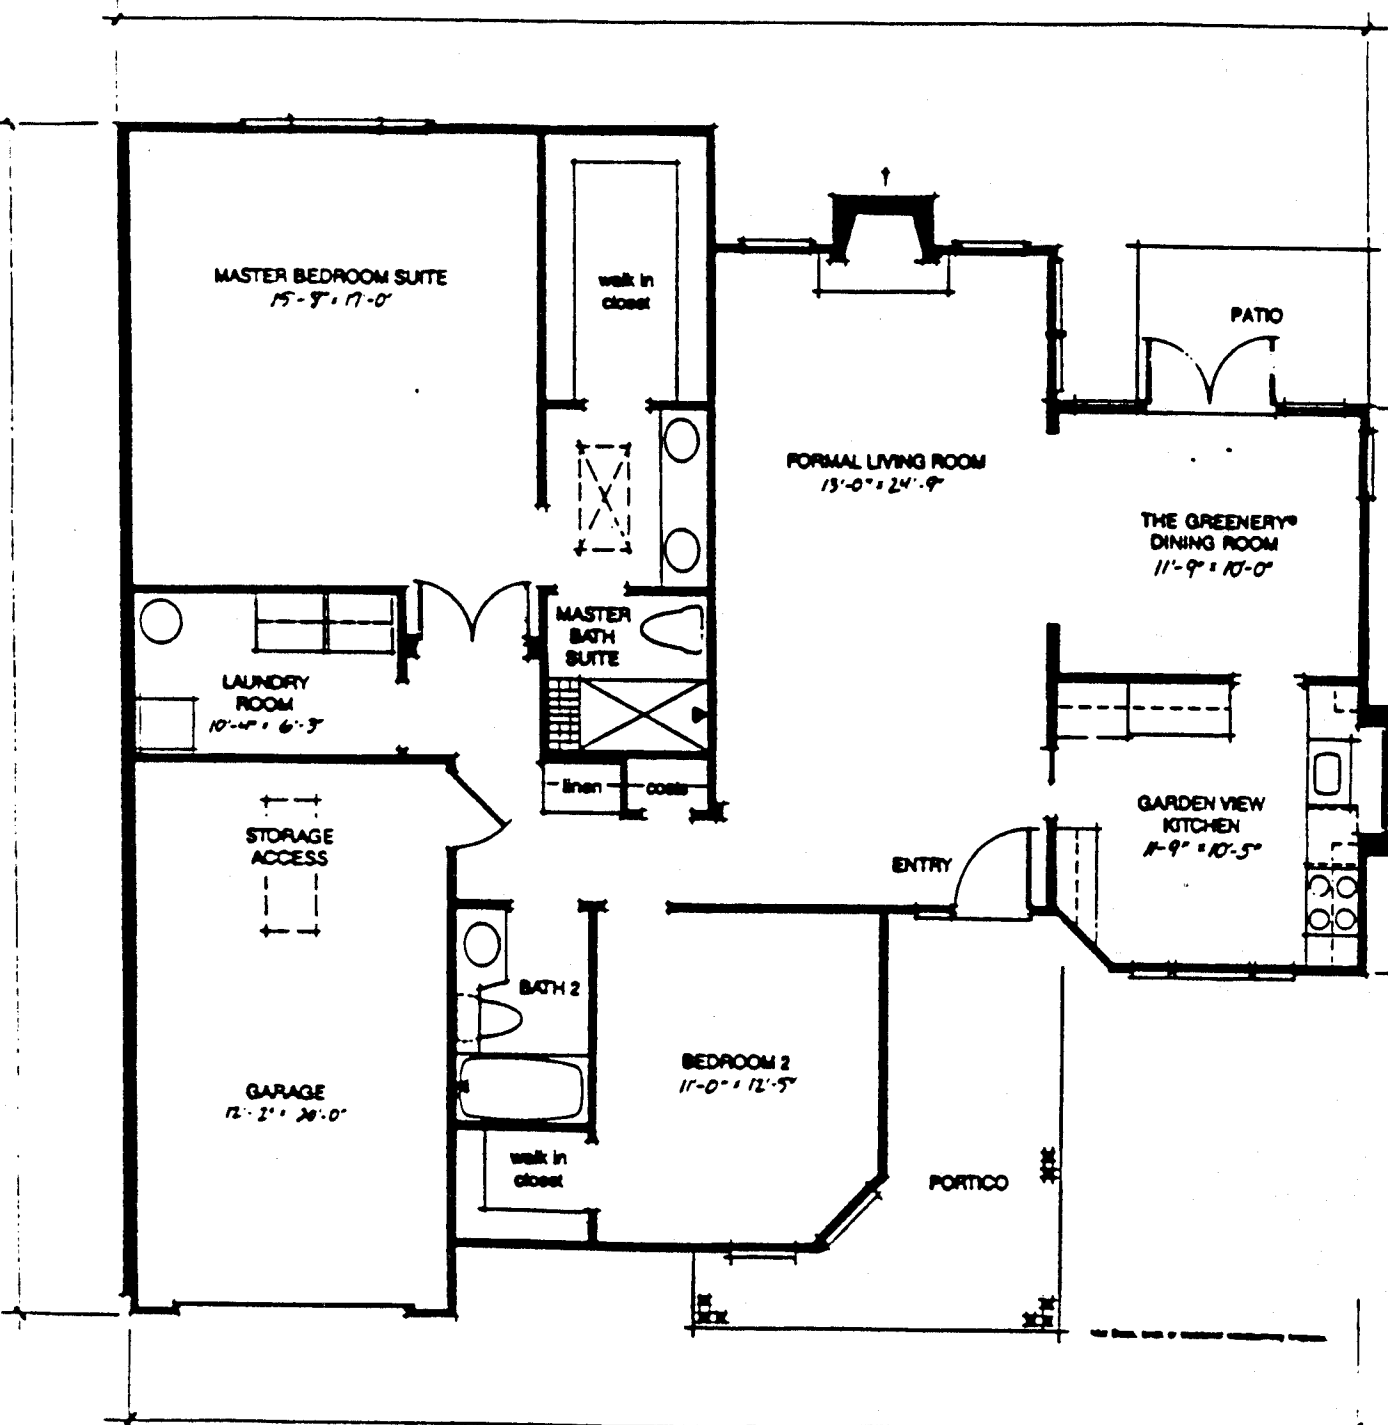 MASTER BEDROOM SUITE
15'-8" x 17'-0"
walk in
closet
PATIO
FORMAL LIVING ROOM
13'-0" x 24'-9"
THE GREENERY®
DINING ROOM
11'-9" x 10'-0"
MASTER
BATH
SUITE
LAUNDRY
ROOM
10'-4" x 6'-3"
linen
coats
GARDEN VIEW
KITCHEN
11'-9" x 10'-5"
STORAGE
ACCESS
ENTRY
BATH 2
BEDROOM 2
11'-0" x 12'-5"
GARAGE
12'-2" x 20'-0"
walk in
closet
PORTICO